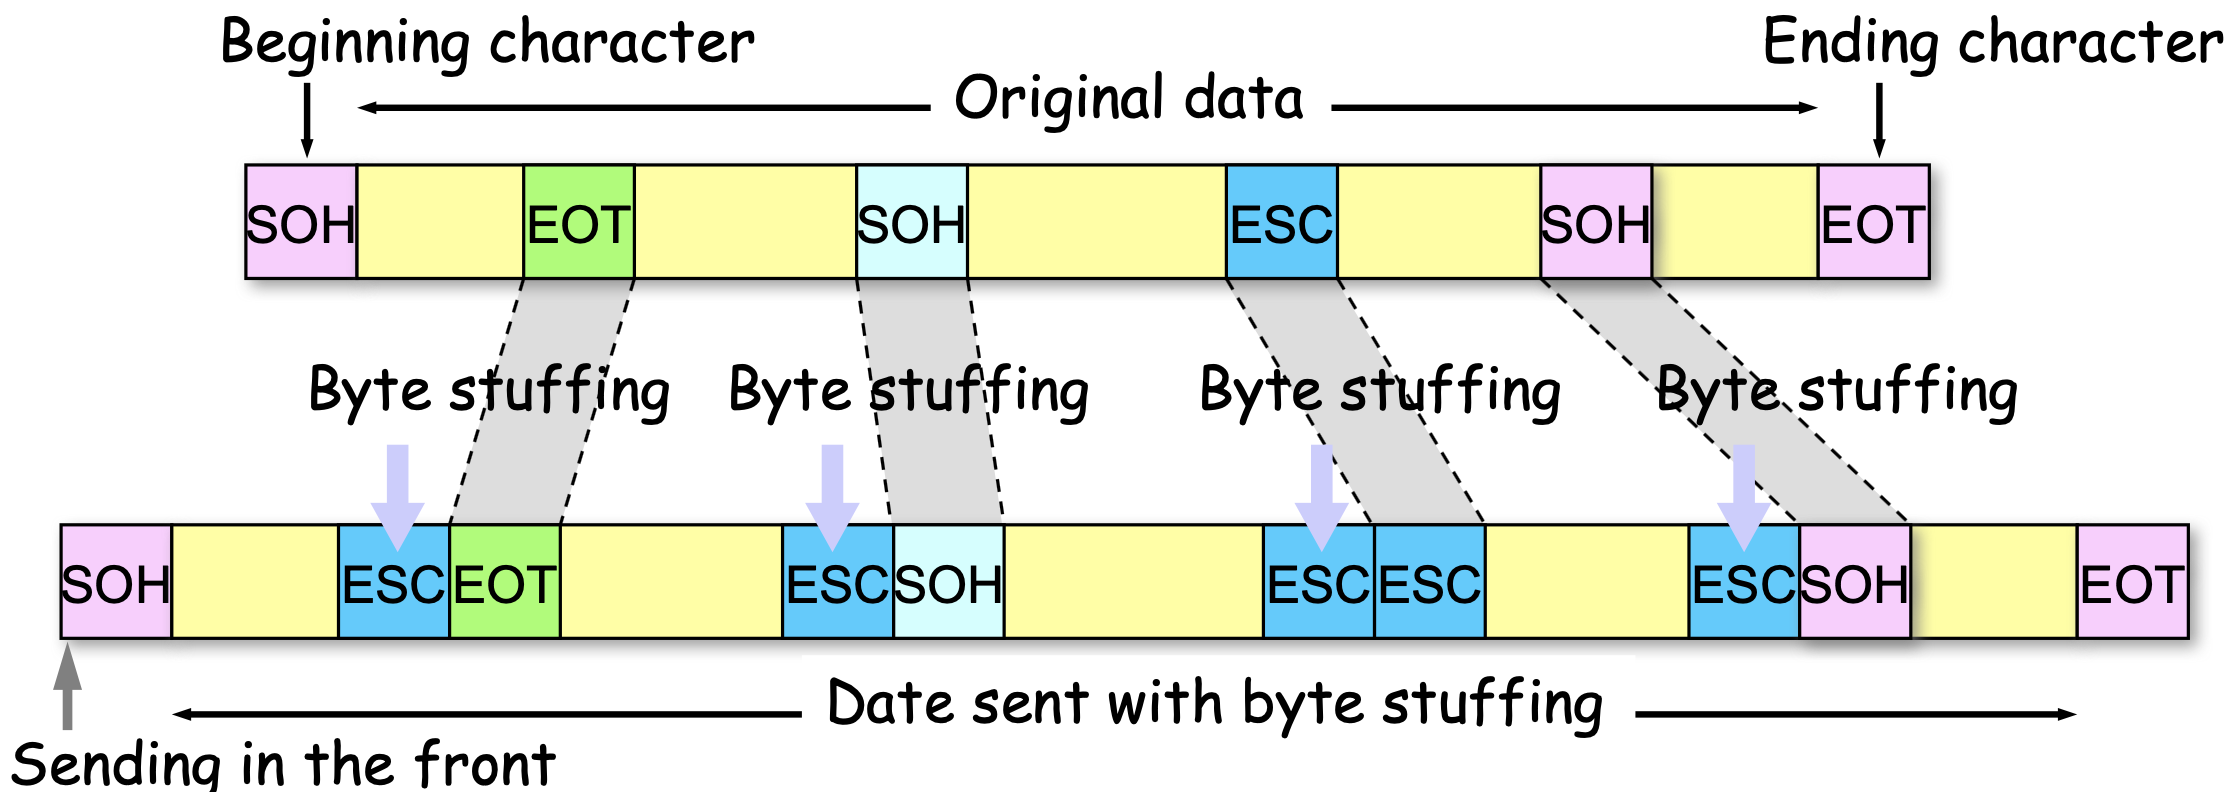 Beginning character
Ending character
Original data
SOH EOT SOH ESC SOH EOT
Byte stuffing Byte stuffing Byte stuffing Byte stuffing
SOH ESC EOT ESC SOH ESC ESC ESC SOH EOT
Date sent with byte stuffing
Sending in the front